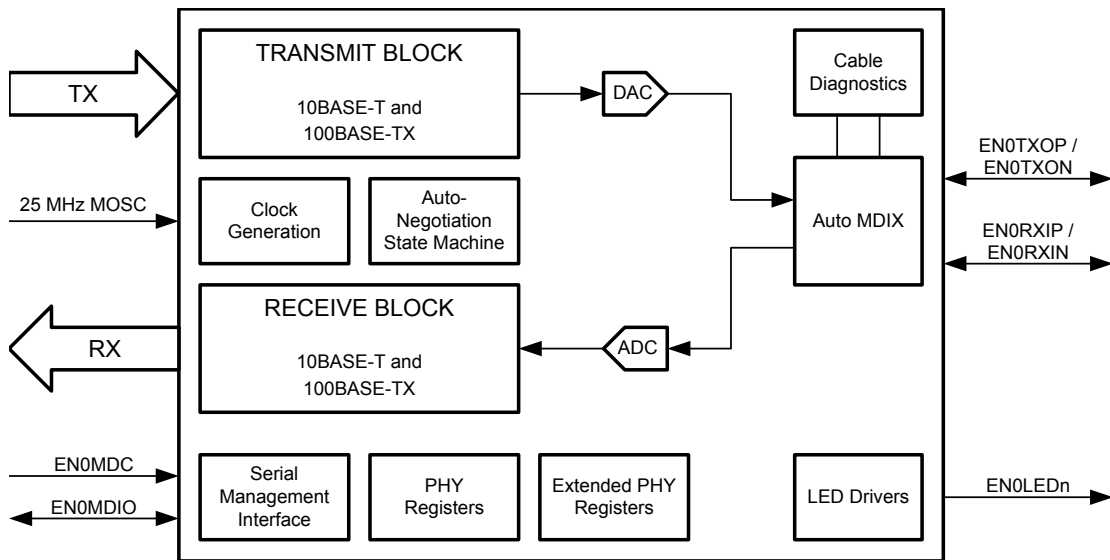 TRANSMIT BLOCK
10BASE-T and
100BASE-TX
TX
DAC
Cable
Diagnostics
EN0TXOP /
EN0TXON
25 MHz MOSC
Clock
Generation
Auto-
Negotiation
State Machine
Auto MDIX
EN0RXIP /
EN0RXIN
RECEIVE BLOCK
10BASE-T and
100BASE-TX
RX
ADC
EN0MDC
EN0MDIO
Serial
Management
Interface
PHY
Registers
Extended PHY
Registers
LED Drivers
EN0LEDn